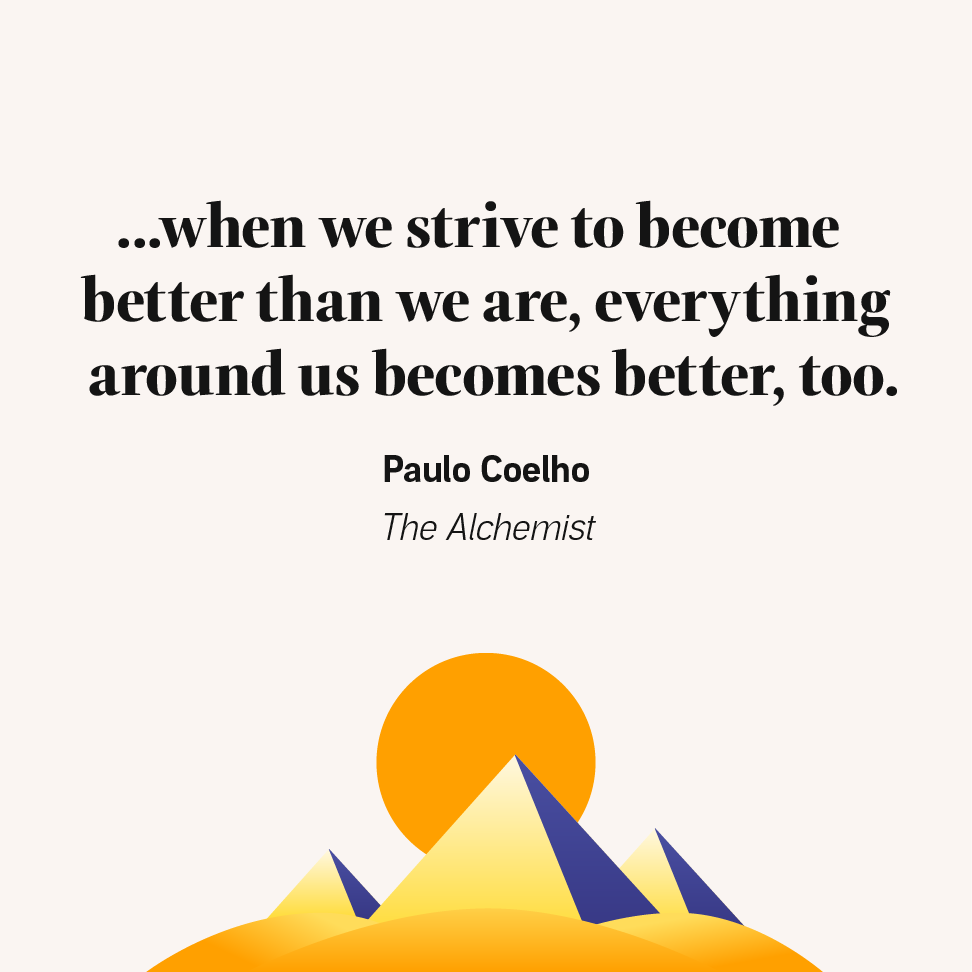 ...when we strive to become
better than we are, everything
around us becomes better, too.
Paulo Coelho
The Alchemist